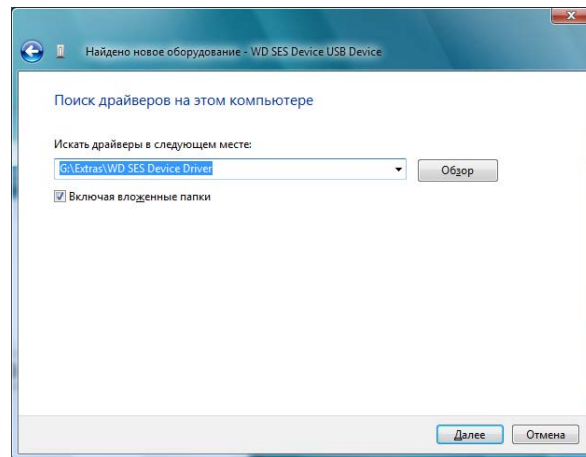 Найдено новое оборудование - WD SES Device USB Device
Поиск драйверов на этом компьютере
Искать драйверы в следующем месте:
G:\Extras\WD SES Device Driver
Обзор
Включая вложенные папки
Далее
Отмена